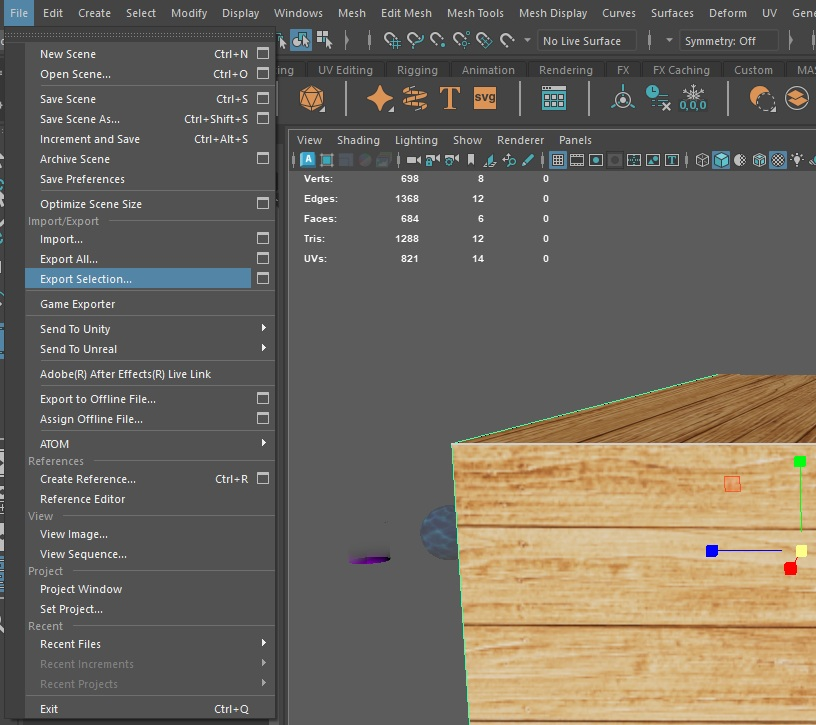 File Edit Create Select Modify Display Windows Mesh Edit Mesh Mesh Tools Mesh Display Curves Surfaces Deform UV Gene
No Live Surface Symmetry: Off
ing UV Editing Rigging Animation Rendering FX FX Caching Custom MAS
T SVG 0,0,0
View Shading Lighting Show Renderer Panels
Verts: 698 8 0
Edges: 1368 12 0
Faces: 684 6 0
Tris: 1288 12 0
UVs: 821 14 0
New Scene Ctrl+N
Open Scene... Ctrl+O
Save Scene Ctrl+S
Save Scene As... Ctrl+Shift+S
Increment and Save Ctrl+Alt+S
Archive Scene
Save Preferences
Optimize Scene Size
Import/Export
Import...
Export All...
Export Selection...
Game Exporter
Send To Unity
Send To Unreal
Adobe(R) After Effects(R) Live Link
Export to Offline File...
Assign Offline File...
ATOM
References
Create Reference... Ctrl+R
Reference Editor
View
View Image...
View Sequence...
Project
Project Window
Set Project...
Recent
Recent Files
Recent Increments
Recent Projects
Exit Ctrl+Q